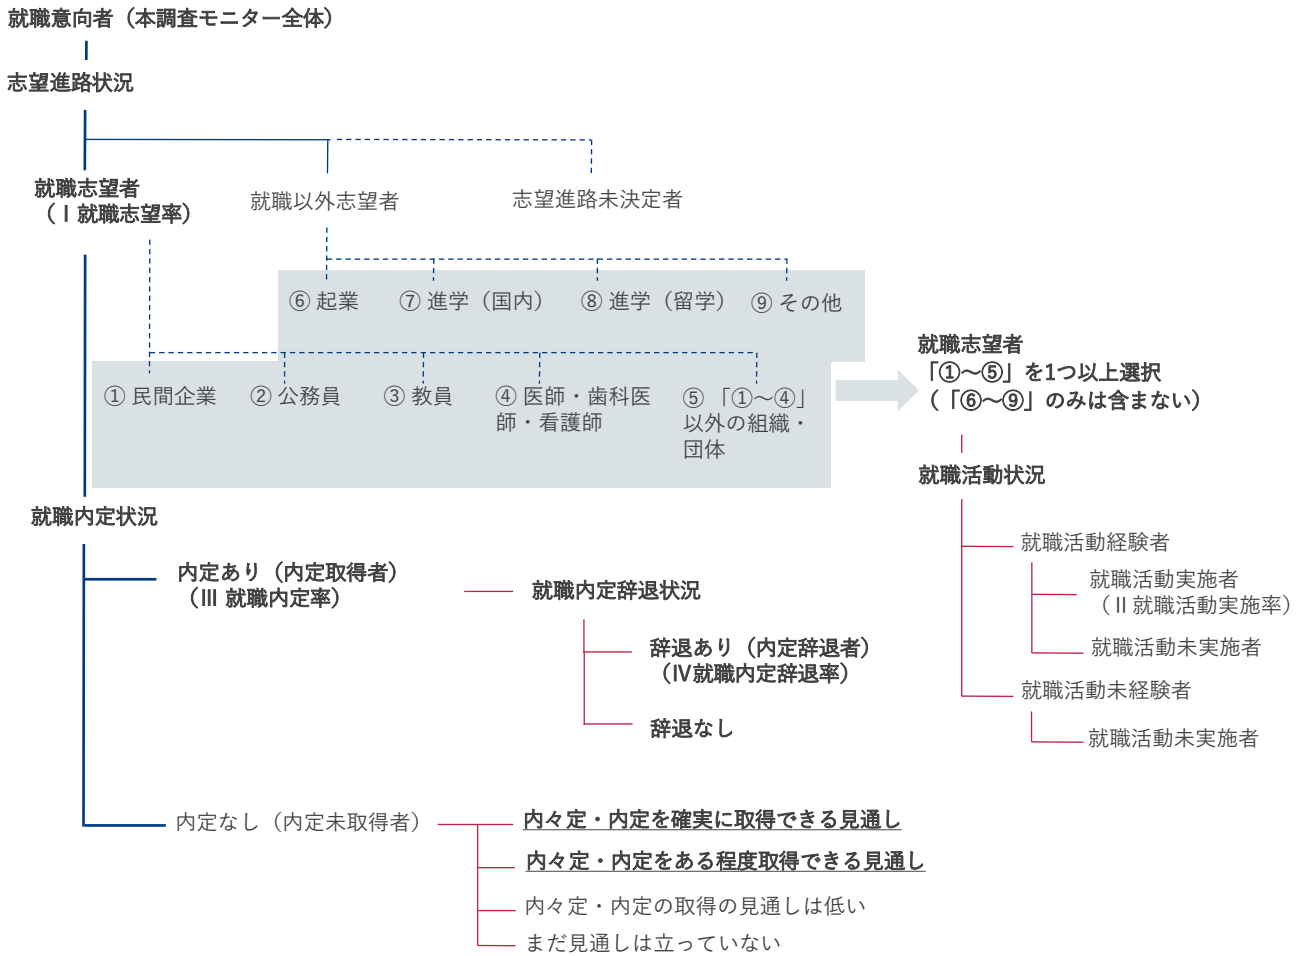 就職意向者（本調査モニター全体）
志望進路状況
就職志望者
（Ⅰ就職志望率）
就職以外志望者
志望進路未決定者
⑥ 起業
⑦ 進学（国内）
⑧ 進学（留学）
⑨ その他
① 民間企業
② 公務員
③ 教員
④ 医師・歯科医
師・看護師
⑤ 「①～④」
以外の組織・
団体
就職志望者
「①～⑤」を1つ以上選択
（「⑥～⑨」のみは含まない）
就職活動状況
就職活動経験者
就職活動実施者
（Ⅱ就職活動実施率）
就職活動未実施者
就職活動未経験者
就職活動未実施者
就職内定状況
内定あり（内定取得者）
（Ⅲ 就職内定率）
就職内定辞退状況
辞退あり（内定辞退者）
（Ⅳ就職内定辞退率）
辞退なし
内定なし（内定未取得者）
内々定・内定を確実に取得できる見通し
内々定・内定をある程度取得できる見通し
内々定・内定の取得の見通しは低い
まだ見通しは立っていない